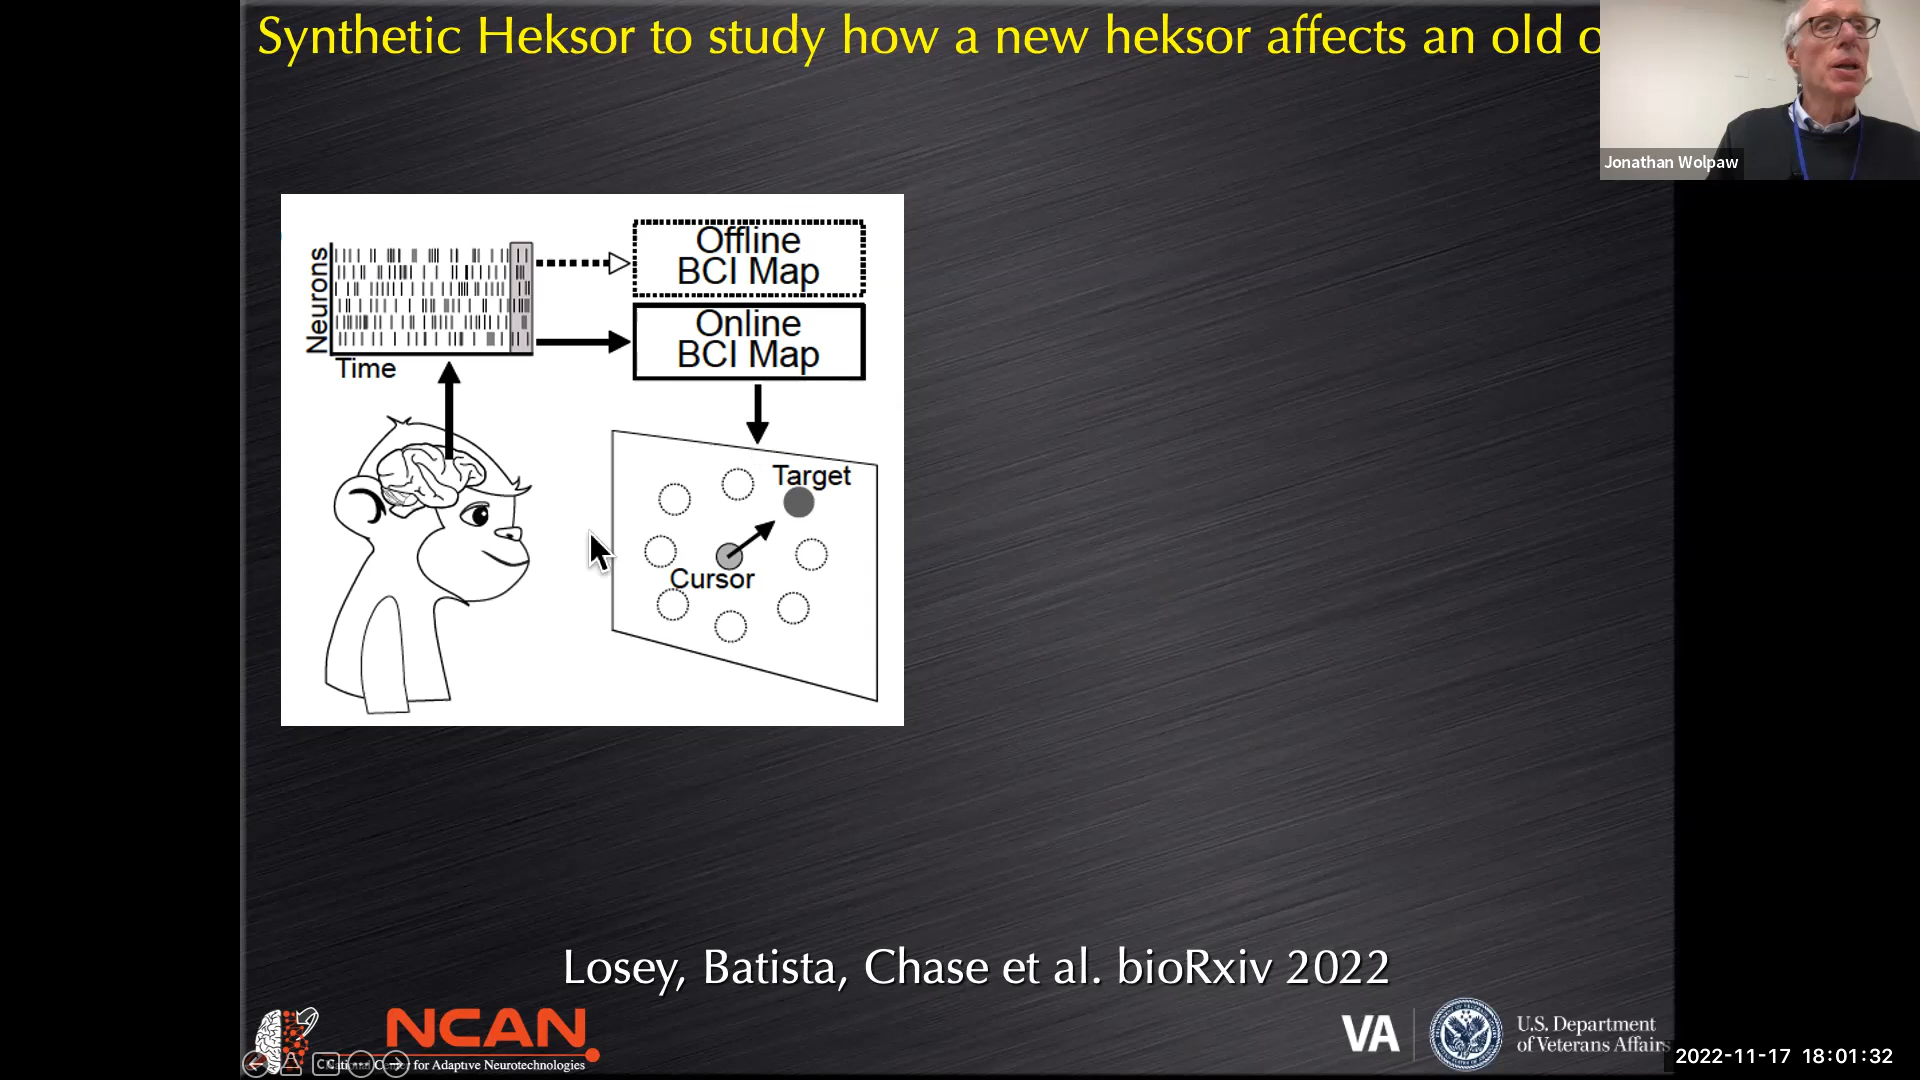 Synthetic Heksor to study how a new heksor affects an old o
Jonathan Wolpaw
Offline
BCI Map
Online
BCI Map
Neurons
Time
Target
Cursor
Losey, Batista, Chase et al. bioRxiv 2022
NCAN
for Adaptive Neurotechnologies
VA
U.S. Department
of Veterans Affairs
2022-11-17 18:01:32